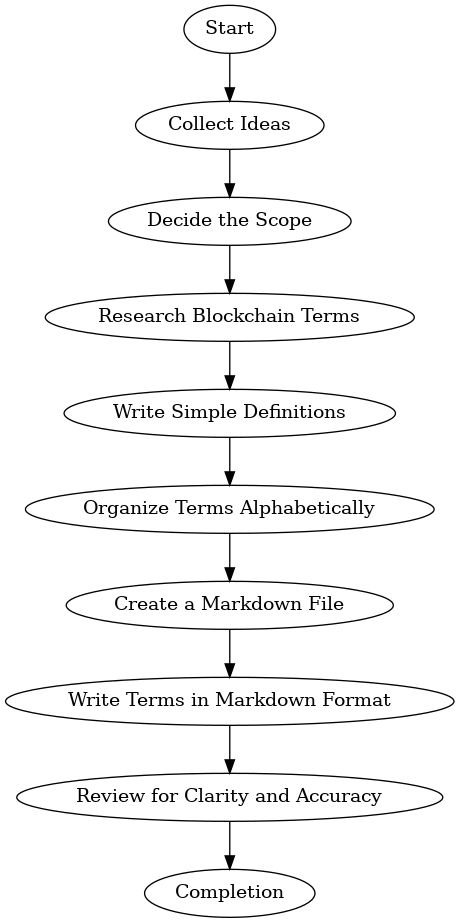 Start
Collect Ideas
Decide the Scope
Research Blockchain Terms
Write Simple Definitions
Organize Terms Alphabetically
Create a Markdown File
Write Terms in Markdown Format
Review for Clarity and Accuracy
Completion